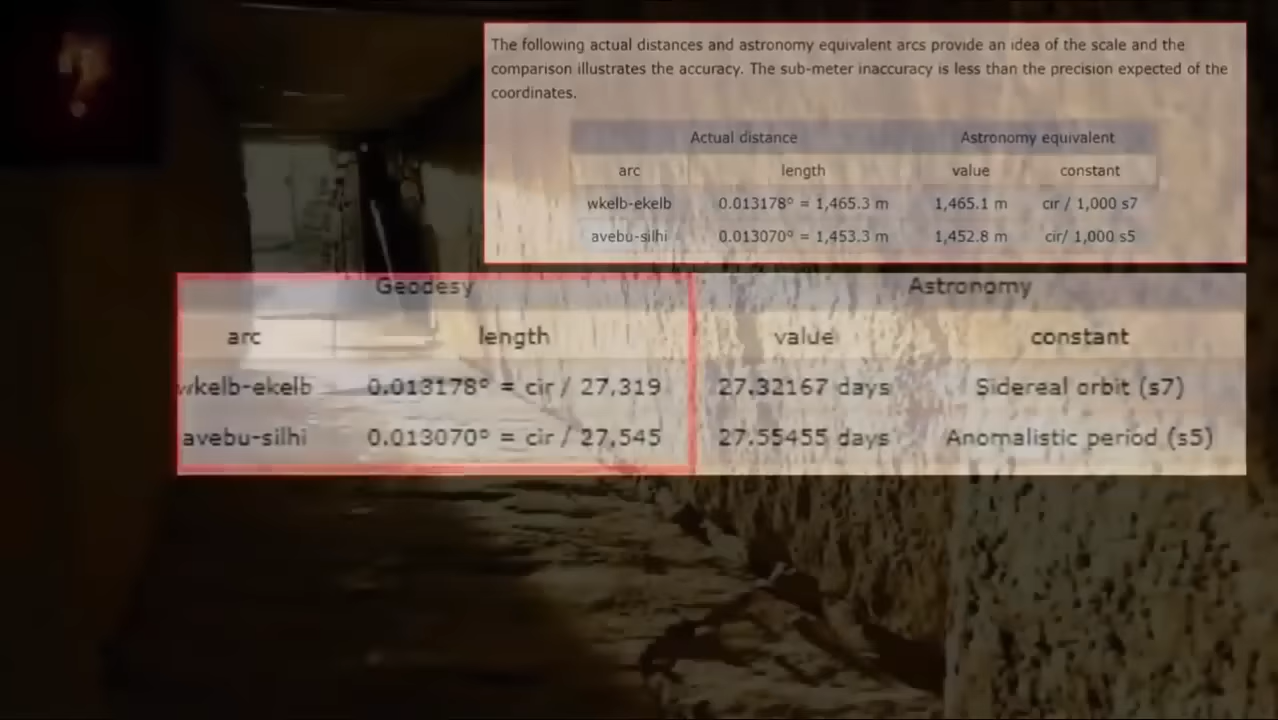 The following actual distances and astronomy equivalent arcs provide an idea of the scale and the
comparison illustrates the accuracy. The sub-meter inaccuracy is less than the precision expected of the
coordinates.
Actual distance Astronomy equivalent
arc length value constant
wkelb-ekelb 0.013178° = 1,465.3 m 1,465.1 m cir / 1,000 s7
avebu-silhi 0.013070° = 1,453.3 m 1,452.8 m cir/ 1,000 s5
Geodesy Astronomy
arc length value constant
wkelb-ekelb 0.013178° = cir / 27,319 27.32167 days Sidereal orbit (s7)
avebu-silhi 0.013070° = cir / 27,545 27.55455 days Anomalistic period (s5)